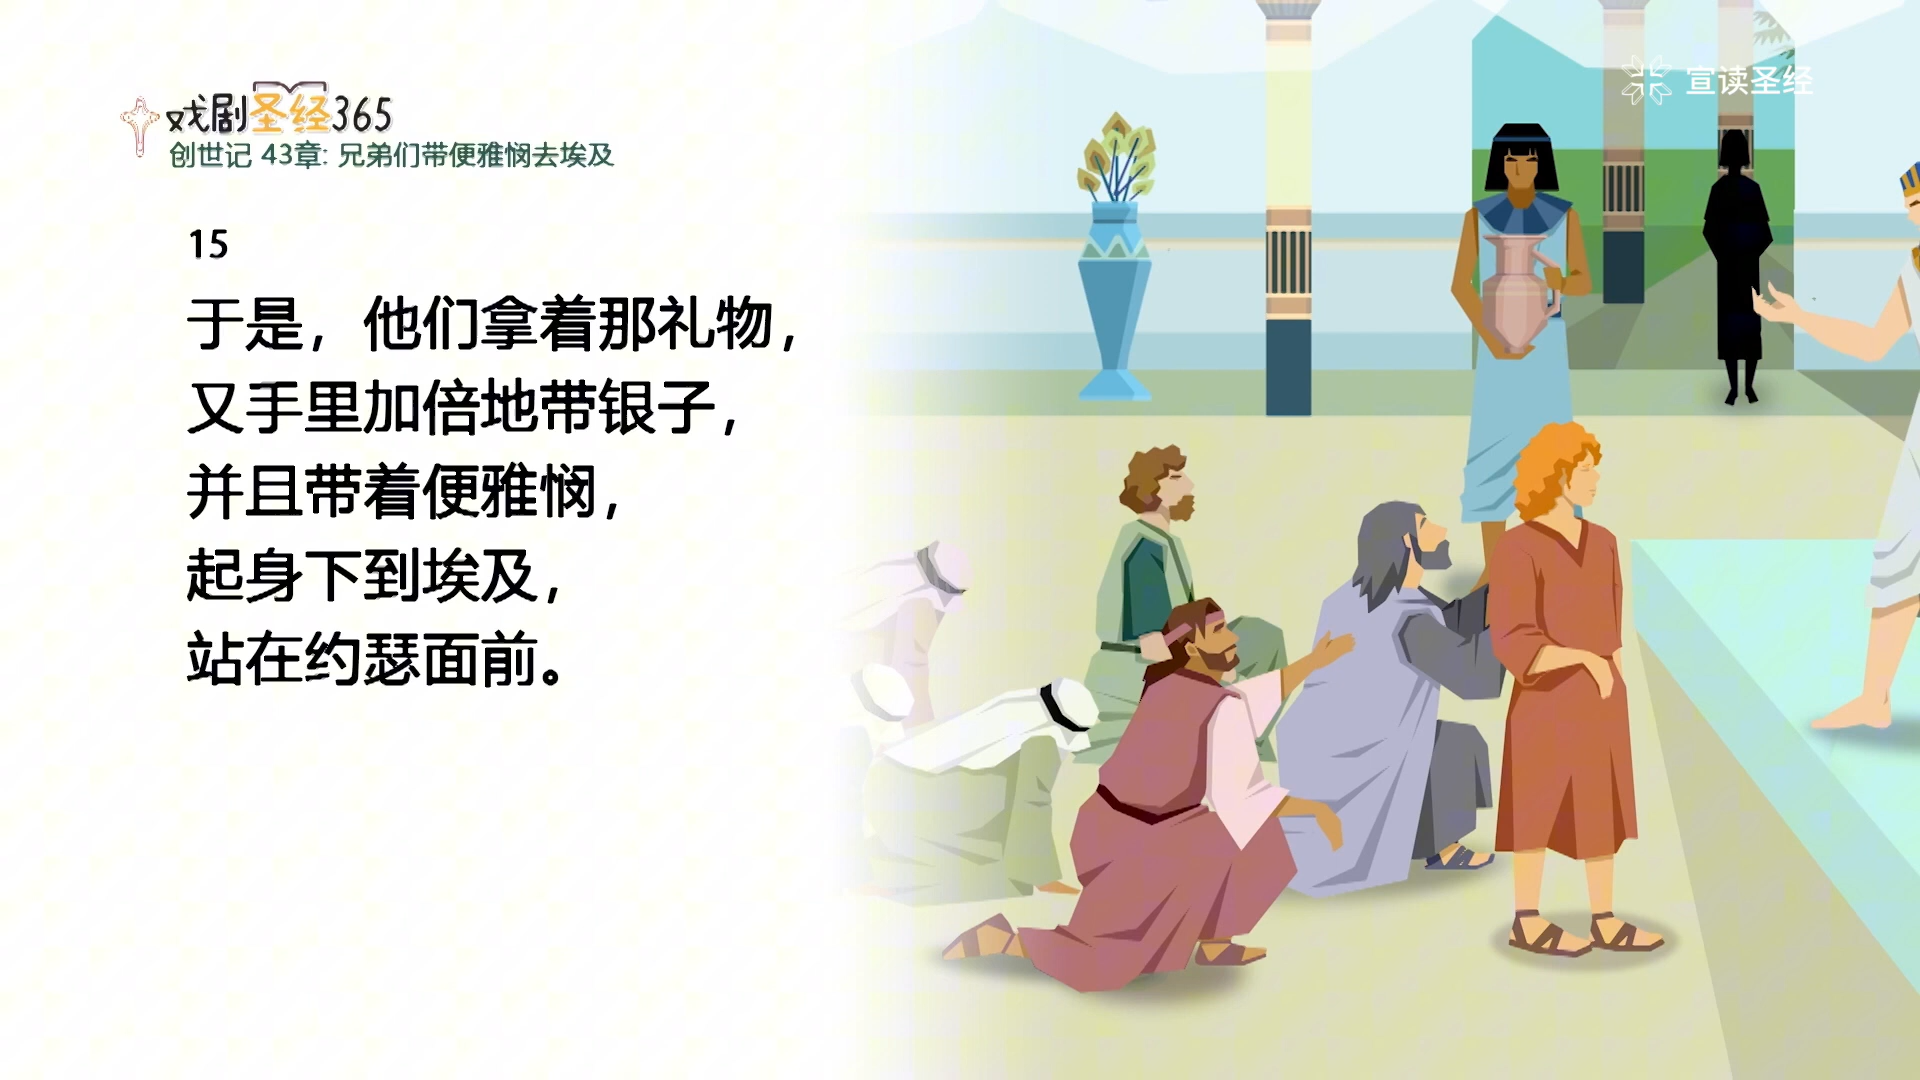 戏剧圣经365
创世记 43章: 兄弟们带便雅悯去埃及
宣读圣经
15
于是，他们拿着那礼物，
又手里加倍地带银子，
并且带着便雅悯，
起身下到埃及，
站在约瑟面前。